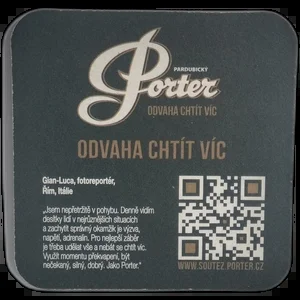 PARDUBICKÝ
Porter
ODVAHA CHTÍT VÍC
ODVAHA CHTÍT VÍC
Gian-Luca, fotoreportér,
Řím, Itálie
„Jsem nepřetržitě v pohybu. Denně vidím
desítky lidí v nejrůznějších situacích
a zachytit správný okamžik je výzva,
napětí, adrenalin. Pro nejlepší záběr
je třeba udělat vše a nebát se chtít víc.
Využít momentu překvapení, být
nečekaný, silný, dobrý. Jako Porter.“
WWW.SOUTEZ.PORTER.CZ